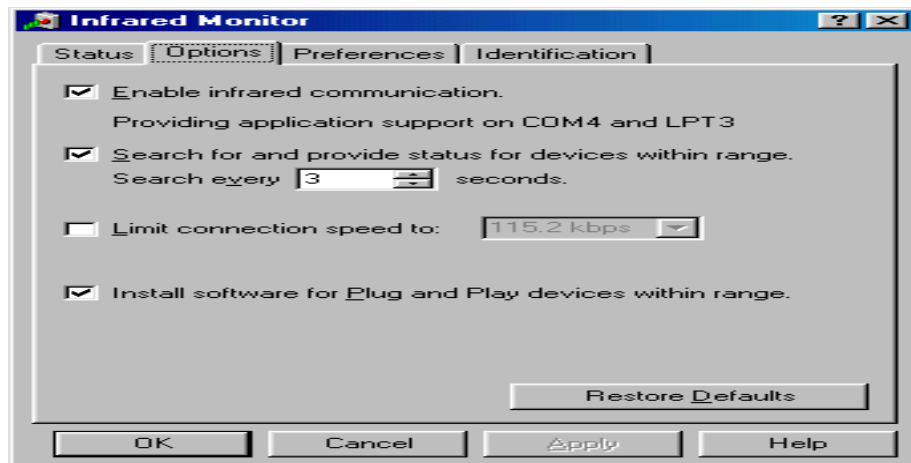 Infrared Monitor
Status Options Preferences Identification
Enable infrared communication.
Providing application support on COM4 and LPT3
Search for and provide status for devices within range.
Search every 3 seconds.
Limit connection speed to: 115.2 kbps
Install software for Plug and Play devices within range.
Restore Defaults
OK Cancel Apply Help